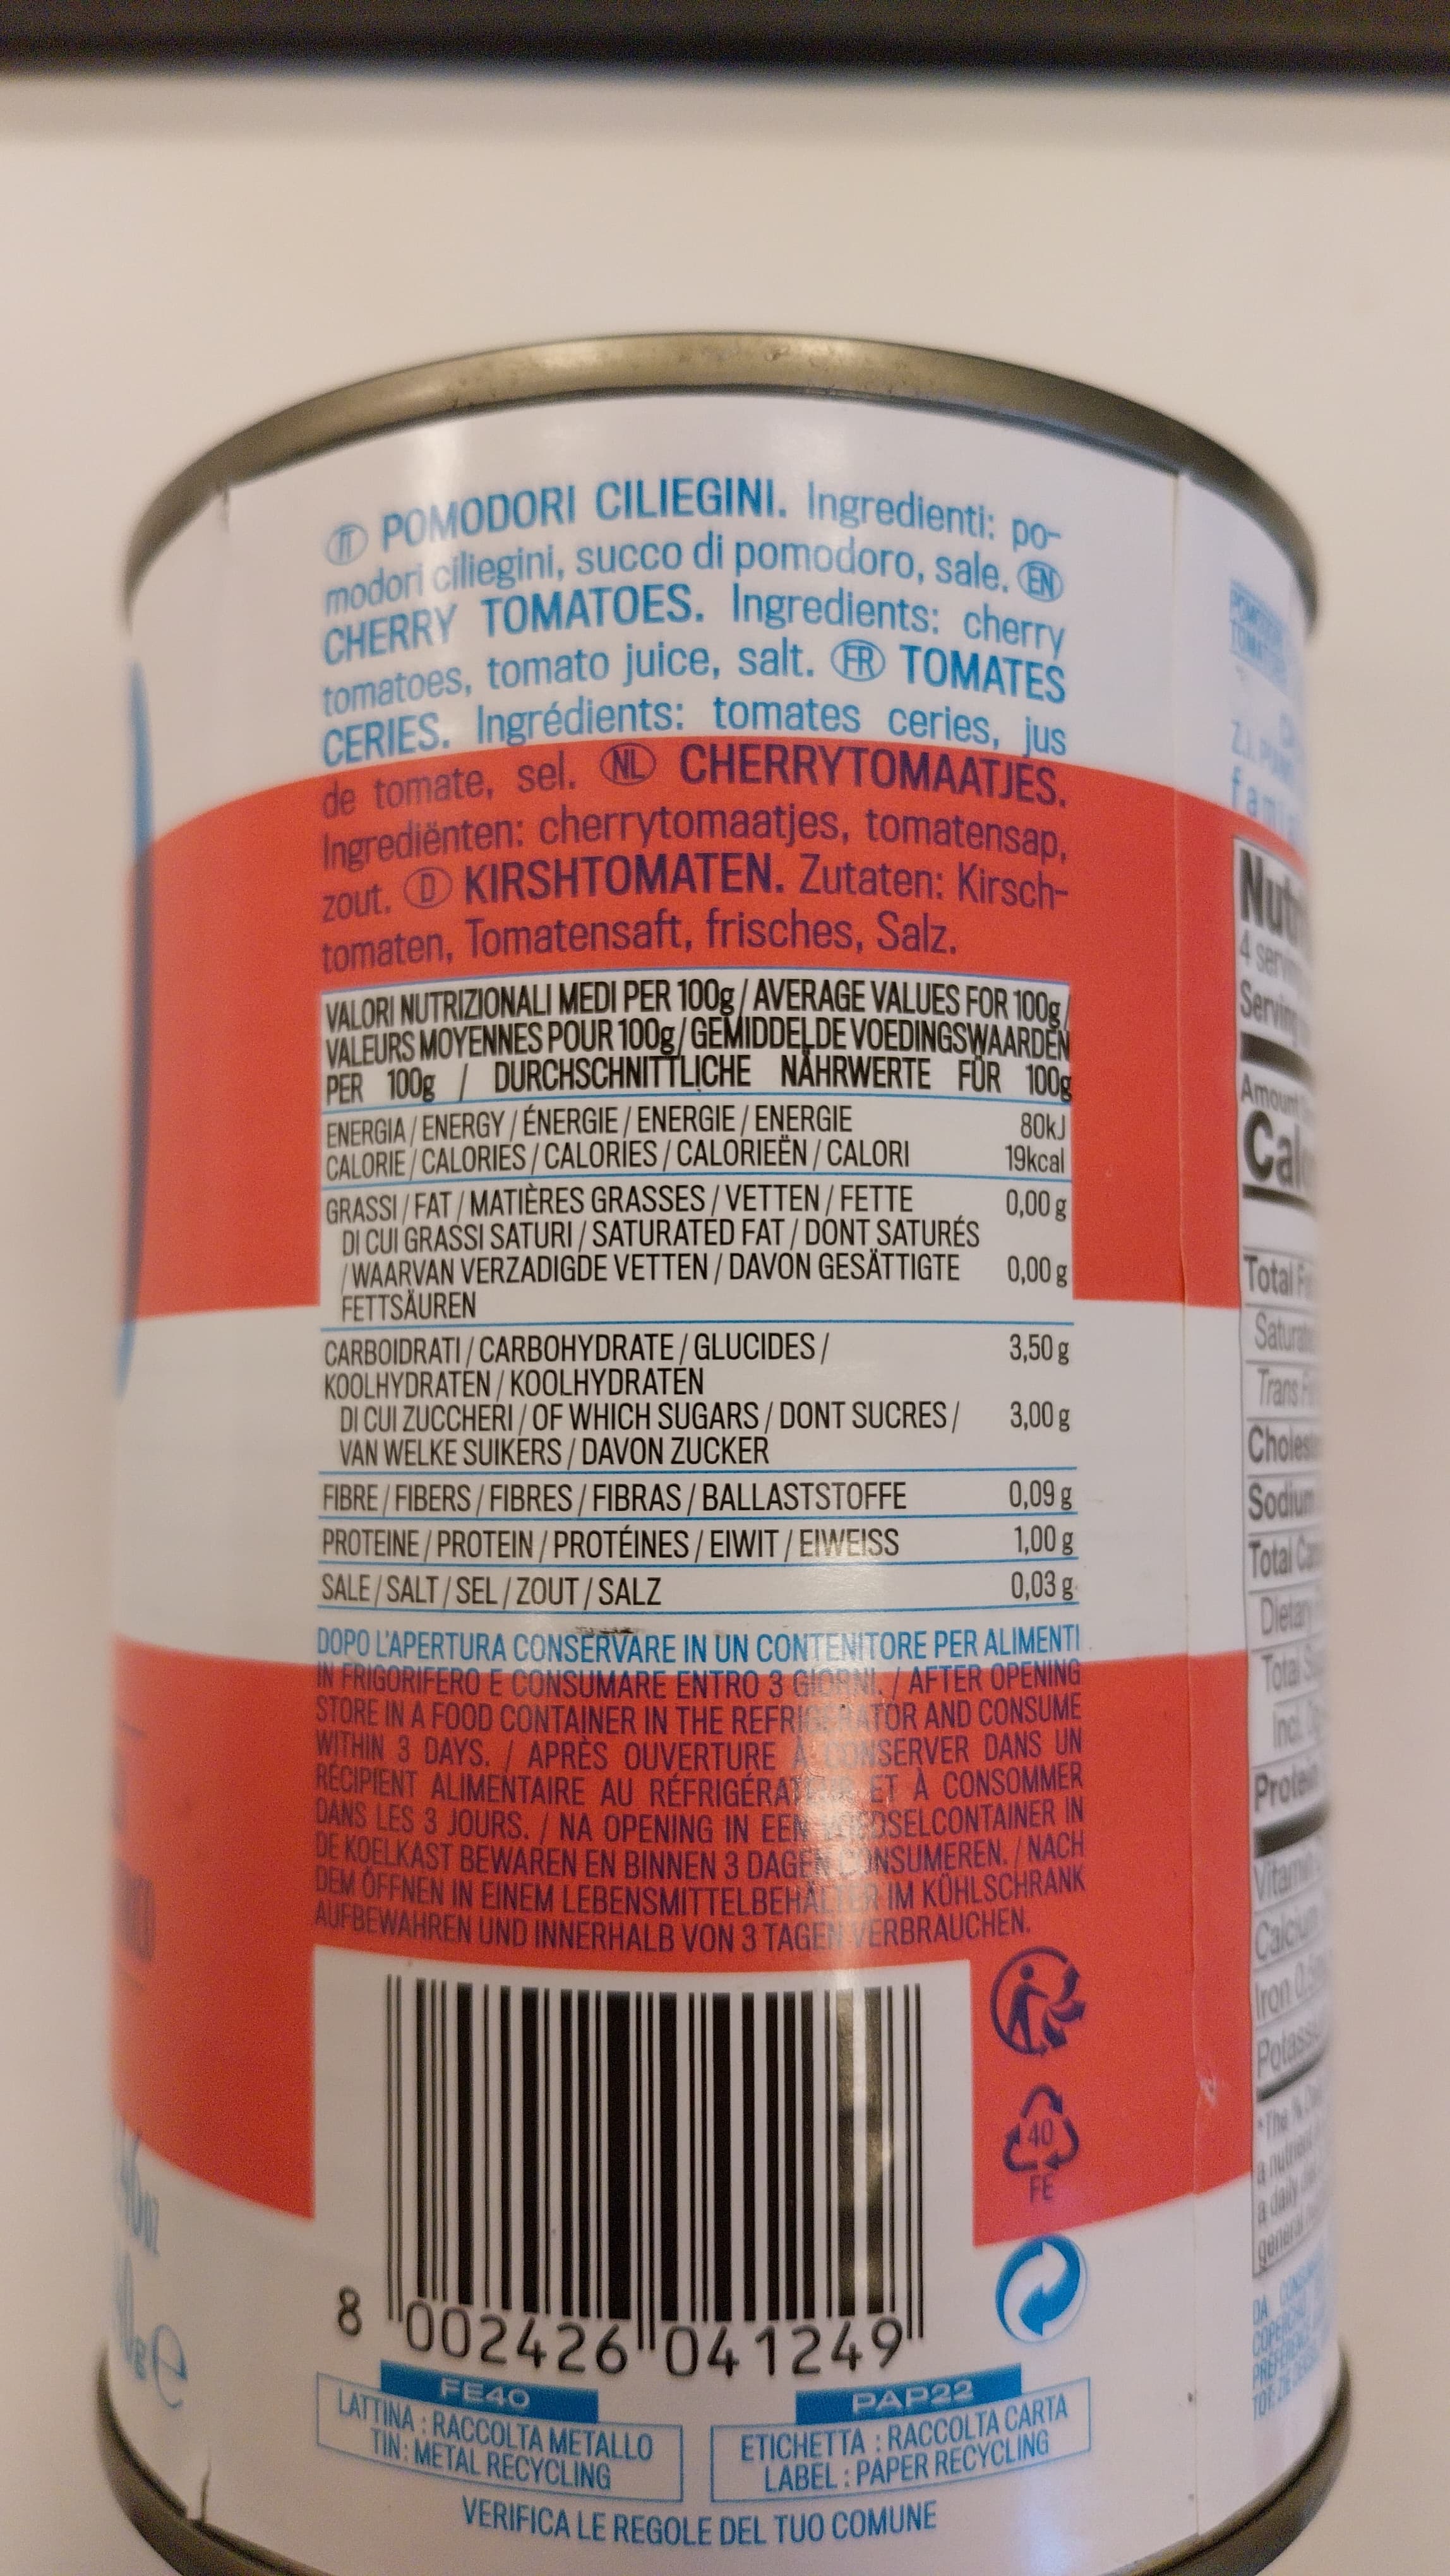 IT POMODORI CILIEGINI. Ingredienti: po-
modori ciliegini, succo di pomodoro, sale. EN
CHERRY TOMATOES. Ingredients: cherry
tomatoes, tomato juice, salt. FR TOMATES
CERIES. Ingrédients: tomates ceries, jus
de tomate, sel. NL CHERRYTOMAATJES.
Ingrediënten: cherrytomaatjes, tomatensap,
zout. D KIRSHTOMATEN. Zutaten: Kirsch-
tomaten, Tomatensaft, frisches, Salz.
VALORI NUTRIZIONALI MEDI PER 100g / AVERAGE VALUES FOR 100g /
VALEURS MOYENNES POUR 100g / GEMIDDELDE VOEDINGSWAARDEN
PER 100g / DURCHSCHNITTLICHE NÄHRWERTE FÜR 100g
ENERGIA / ENERGY / ÉNERGIE / ENERGIE / ENERGIE 80kJ
CALORIE / CALORIES / CALORIES / CALORIEËN / CALORI 19kcal
GRASSI / FAT / MATIÈRES GRASSES / VETTEN / FETTE 0,00 g
DI CUI GRASSI SATURI / SATURATED FAT / DONT SATURÉS
/ WAARVAN VERZADIGDE VETTEN / DAVON GESÄTTIGTE 0,00 g
FETTSÄUREN
CARBOIDRATI / CARBOHYDRATE / GLUCIDES / 3,50 g
KOOLHYDRATEN / KOOLHYDRATEN
DI CUI ZUCCHERI / OF WHICH SUGARS / DONT SUCRES / 3,00 g
VAN WELKE SUIKERS / DAVON ZUCKER
FIBRE / FIBERS / FIBRES / FIBRAS / BALLASTSTOFFE 0,09 g
PROTEINE / PROTEIN / PROTÉINES / EIWIT / EIWEISS 1,00 g
SALE / SALT / SEL / ZOUT / SALZ 0,03 g
DOPO L'APERTURA CONSERVARE IN UN CONTENITORE PER ALIMENTI
IN FRIGORIFERO E CONSUMARE ENTRO 3 GIORNI. / AFTER OPENING
STORE IN A FOOD CONTAINER IN THE REFRIGERATOR AND CONSUME
WITHIN 3 DAYS. / APRÈS OUVERTURE À CONSERVER DANS UN
RÉCIPIENT ALIMENTAIRE AU RÉFRIGÉRATEUR ET À CONSOMMER
DANS LES 3 JOURS. / NA OPENING IN EEN VOEDSELCONTAINER IN
DE KOELKAST BEWAREN EN BINNEN 3 DAGEN CONSUMEREN. / NACH
DEM ÖFFNEN IN EINEM LEBENSMITTELBEHÄLTER IM KÜHLSCHRANK
AUFBEWAHREN UND INNERHALB VON 3 TAGEN VERBRAUCHEN.
40
FE
8 002426 041249
FE40
LATTINA : RACCOLTA METALLO
TIN : METAL RECYCLING
PAP22
ETICHETTA : RACCOLTA CARTA
LABEL : PAPER RECYCLING
VERIFICA LE REGOLE DEL TUO COMUNE
Amount
Total
Trans
Sodium
Total
Protein
Calcium
Iron